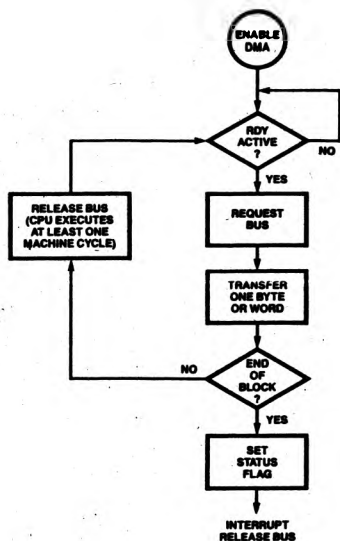 ENABLE
DMA
RDY
ACTIVE
?
NO
YES
RELEASE BUS
(CPU EXECUTES
AT LEAST ONE
MACHINE CYCLE)
REQUEST
BUS
TRANSFER
ONE BYTE
OR WORD
NO
END
OF
BLOCK
?
YES
SET
STATUS
FLAG
INTERRUPT
RELEASE BUS